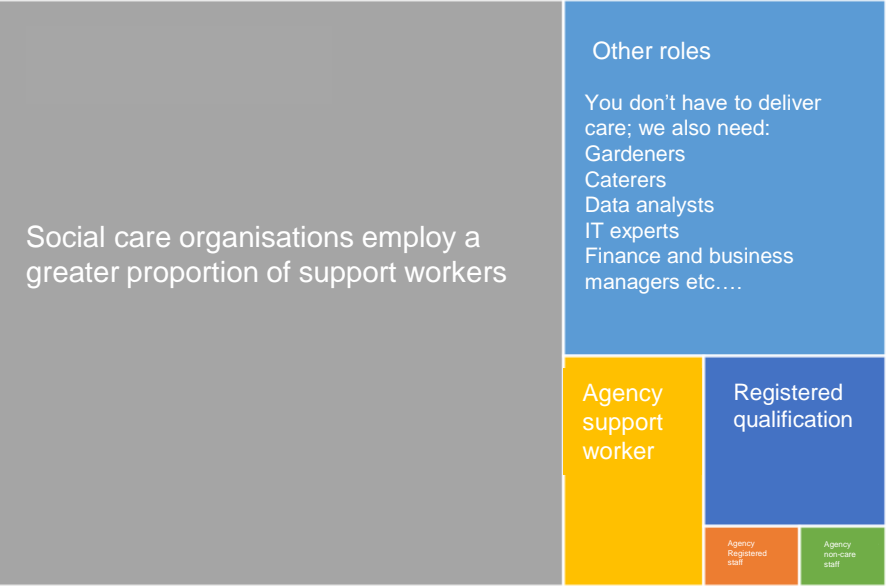 Social care organisations employ a
greater proportion of support workers
Other roles
You don’t have to deliver
care; we also need:
Gardeners
Caterers
Data analysts
IT experts
Finance and business
managers etc….
Agency
support
worker
Registered
qualification
Agency
Registered
staff
Agency
non-care
staff